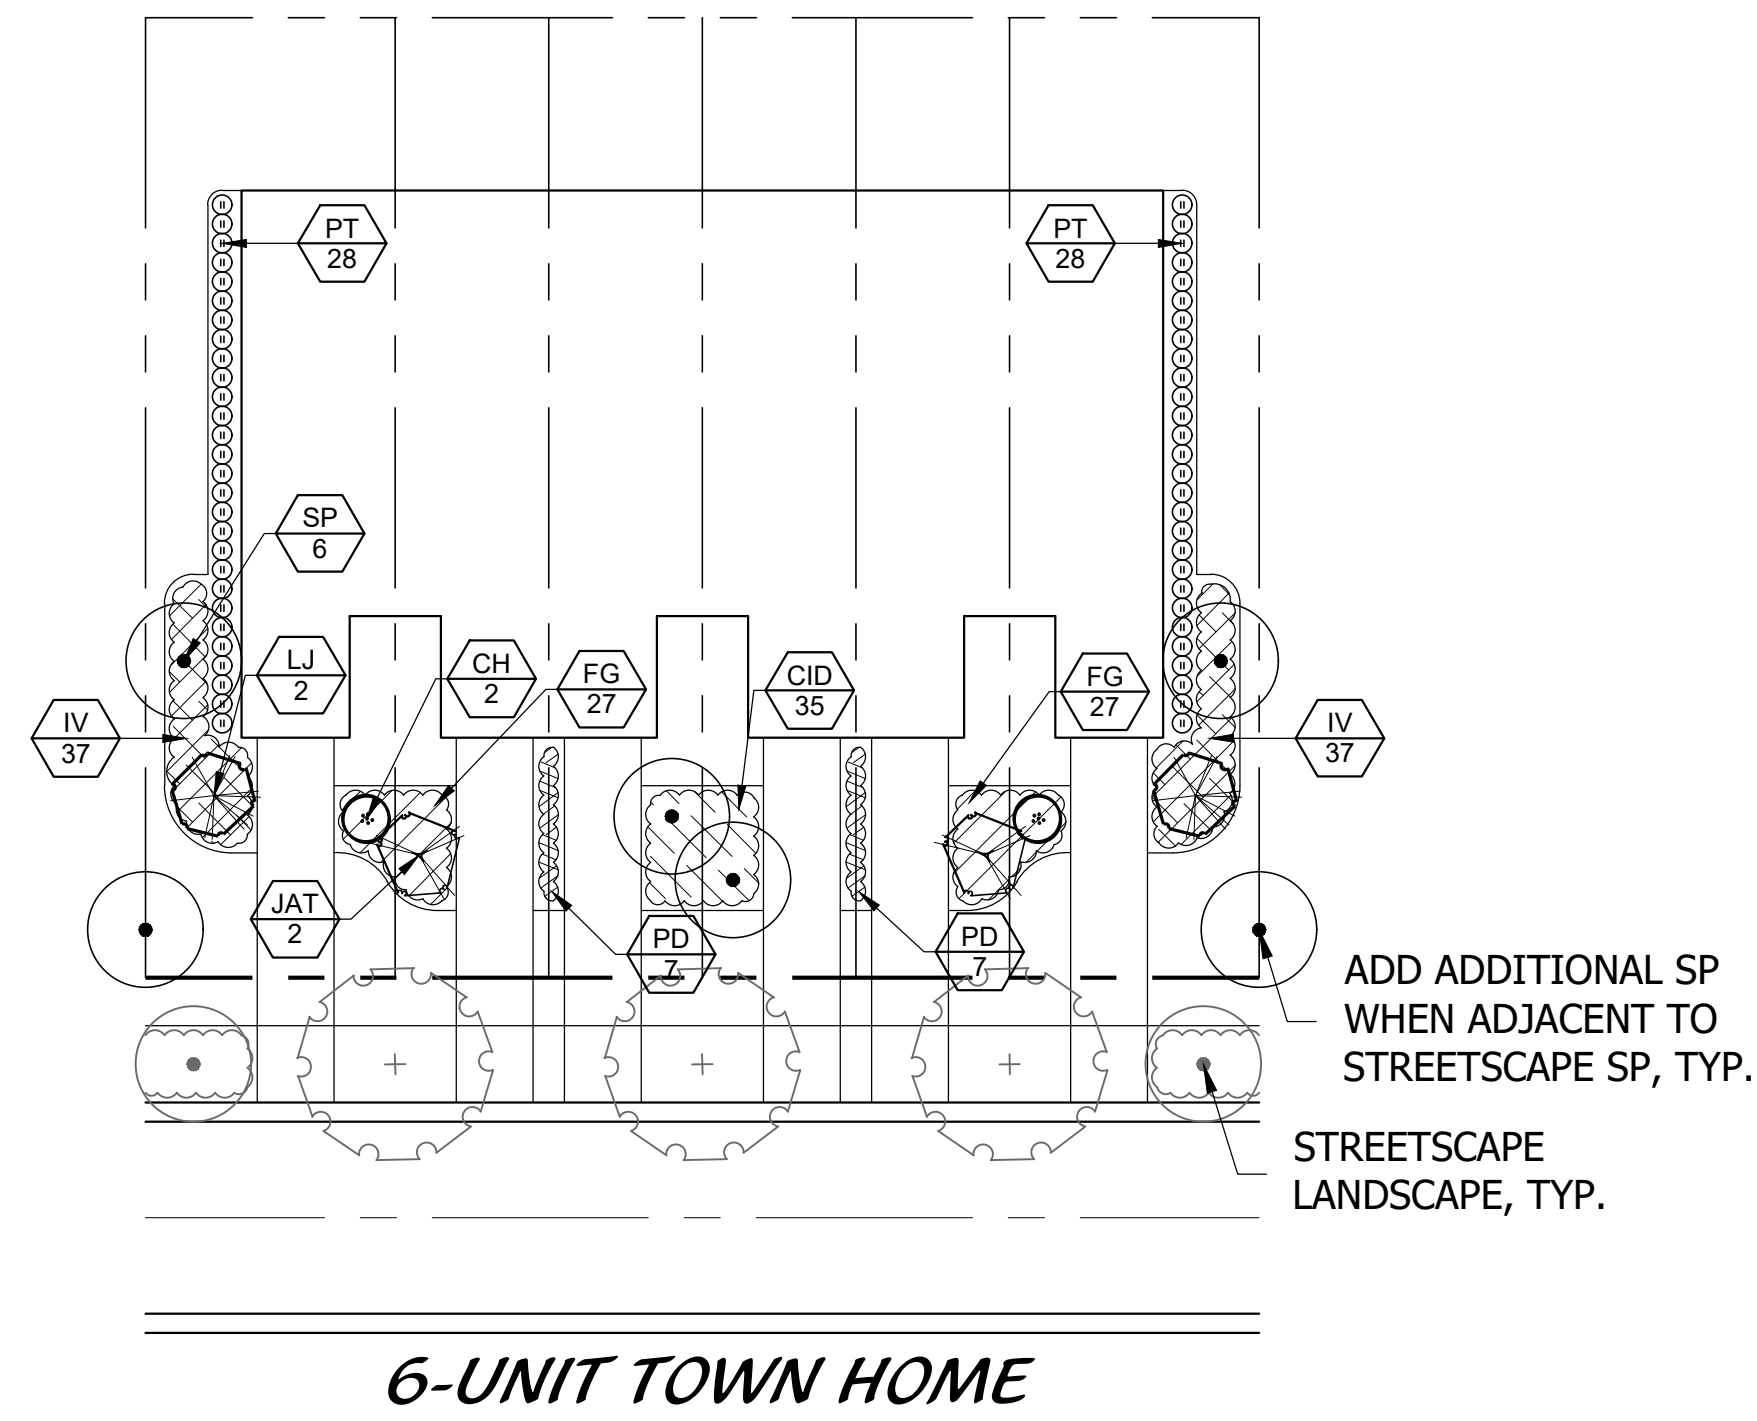 PT
28
PT
28
SP
6
LJ
2
CH
2
FG
27
CID
35
FG
27
IV
37
IV
37
JAT
2
PD
7
PD
7
ADD ADDITIONAL SP
WHEN ADJACENT TO
STREETSCAPE SP, TYP.
STREETSCAPE
LANDSCAPE, TYP.
6-UNIT TOWN HOME